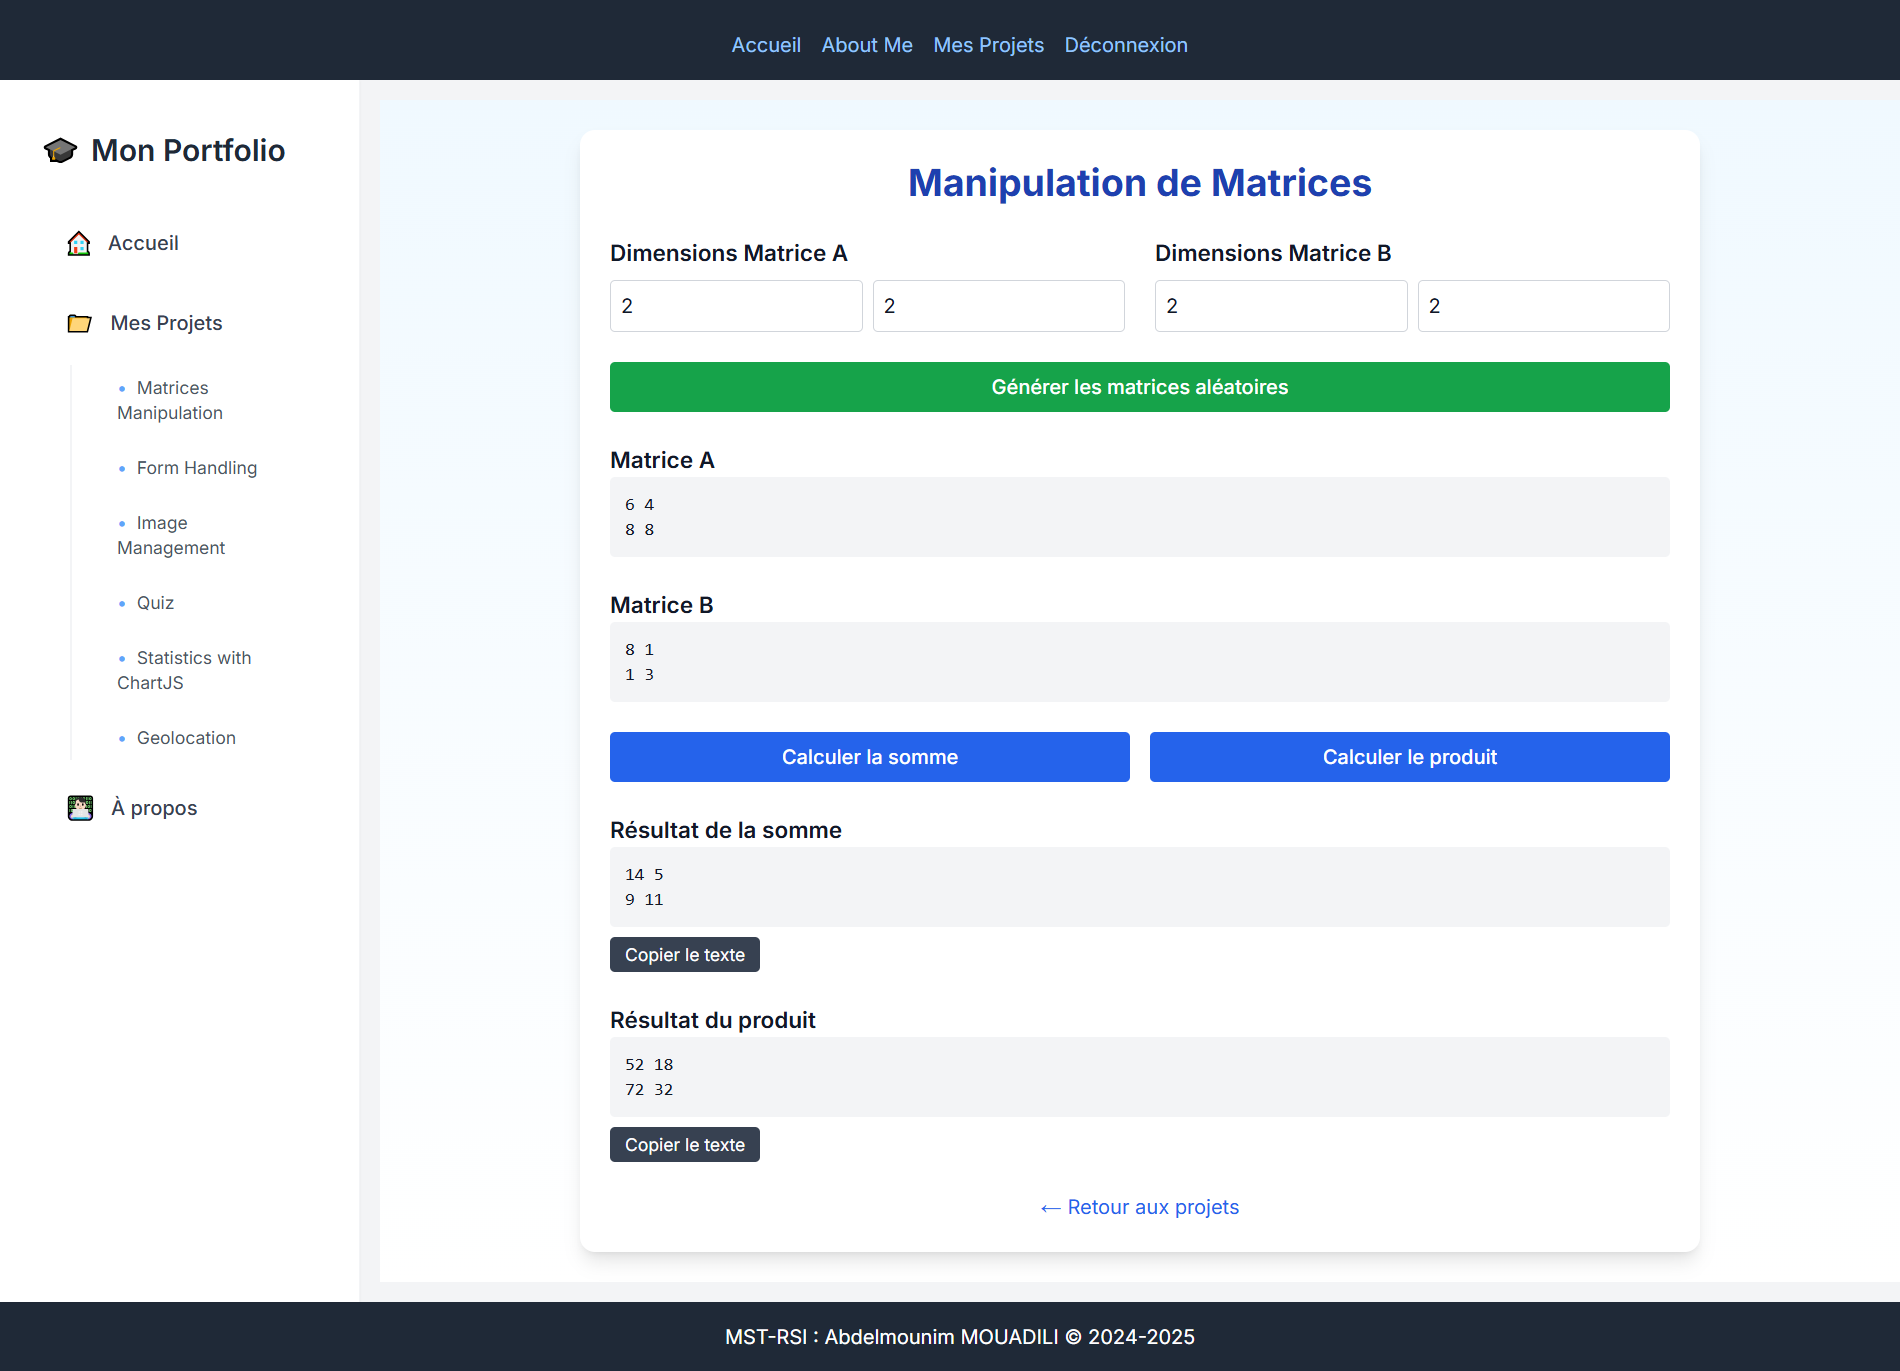 Accueil About Me Mes Projets Déconnexion
Mon Portfolio
Accueil
Mes Projets
• Matrices
Manipulation
• Form Handling
• Image
Management
• Quiz
• Statistics with
ChartJS
• Geolocation
À propos
Manipulation de Matrices
Dimensions Matrice A
2 2
Dimensions Matrice B
2 2
Générer les matrices aléatoires
Matrice A
6 4
8 8
Matrice B
8 1
1 3
Calculer la somme Calculer le produit
Résultat de la somme
14 5
9 11
Copier le texte
Résultat du produit
52 18
72 32
Copier le texte
← Retour aux projets
MST-RSI : Abdelmounim MOUADILI © 2024-2025